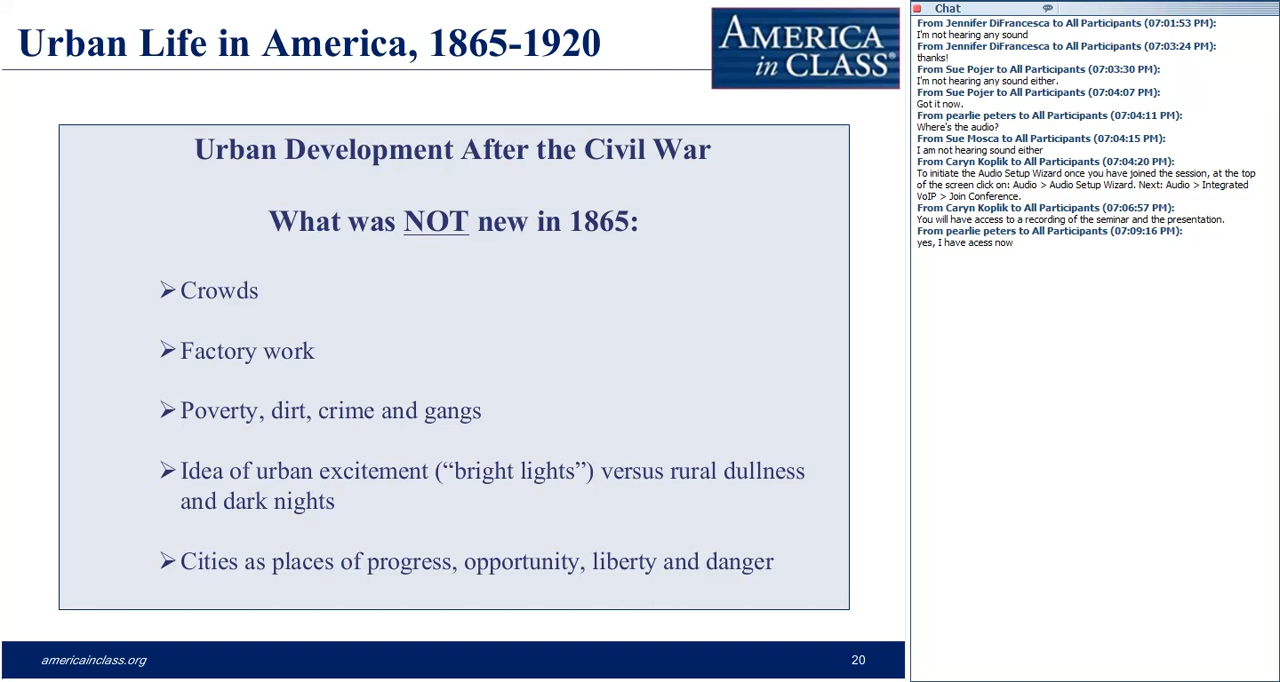 Urban Life in America, 1865-1920
AMERICA
in CLASS®
Urban Development After the Civil War
What was NOT new in 1865:
➢Crowds
➢Factory work
➢Poverty, dirt, crime and gangs
➢Idea of urban excitement (“bright lights”) versus rural dullness
and dark nights
➢Cities as places of progress, opportunity, liberty and danger
americainclass.org
20
Chat
From Jennifer DiFrancesca to All Participants (07:01:53 PM):
I'm not hearing any sound
From Jennifer DiFrancesca to All Participants (07:03:24 PM):
thanks!
From Sue Pojer to All Participants (07:03:30 PM):
I'm not hearing any sound either.
From Sue Pojer to All Participants (07:04:07 PM):
Got it now.
From pearlie peters to All Participants (07:04:11 PM):
Where's the audio?
From Sue Mosca to All Participants (07:04:15 PM):
I am not hearing sound either
From Caryn Koplik to All Participants (07:04:20 PM):
To initiate the Audio Setup Wizard once you have joined the session, at the top
of the screen click on: Audio > Audio Setup Wizard. Next: Audio > Integrated
VoIP > Join Conference.
From Caryn Koplik to All Participants (07:06:57 PM):
You will have access to a recording of the seminar and the presentation.
From pearlie peters to All Participants (07:09:16 PM):
yes, I have acess now